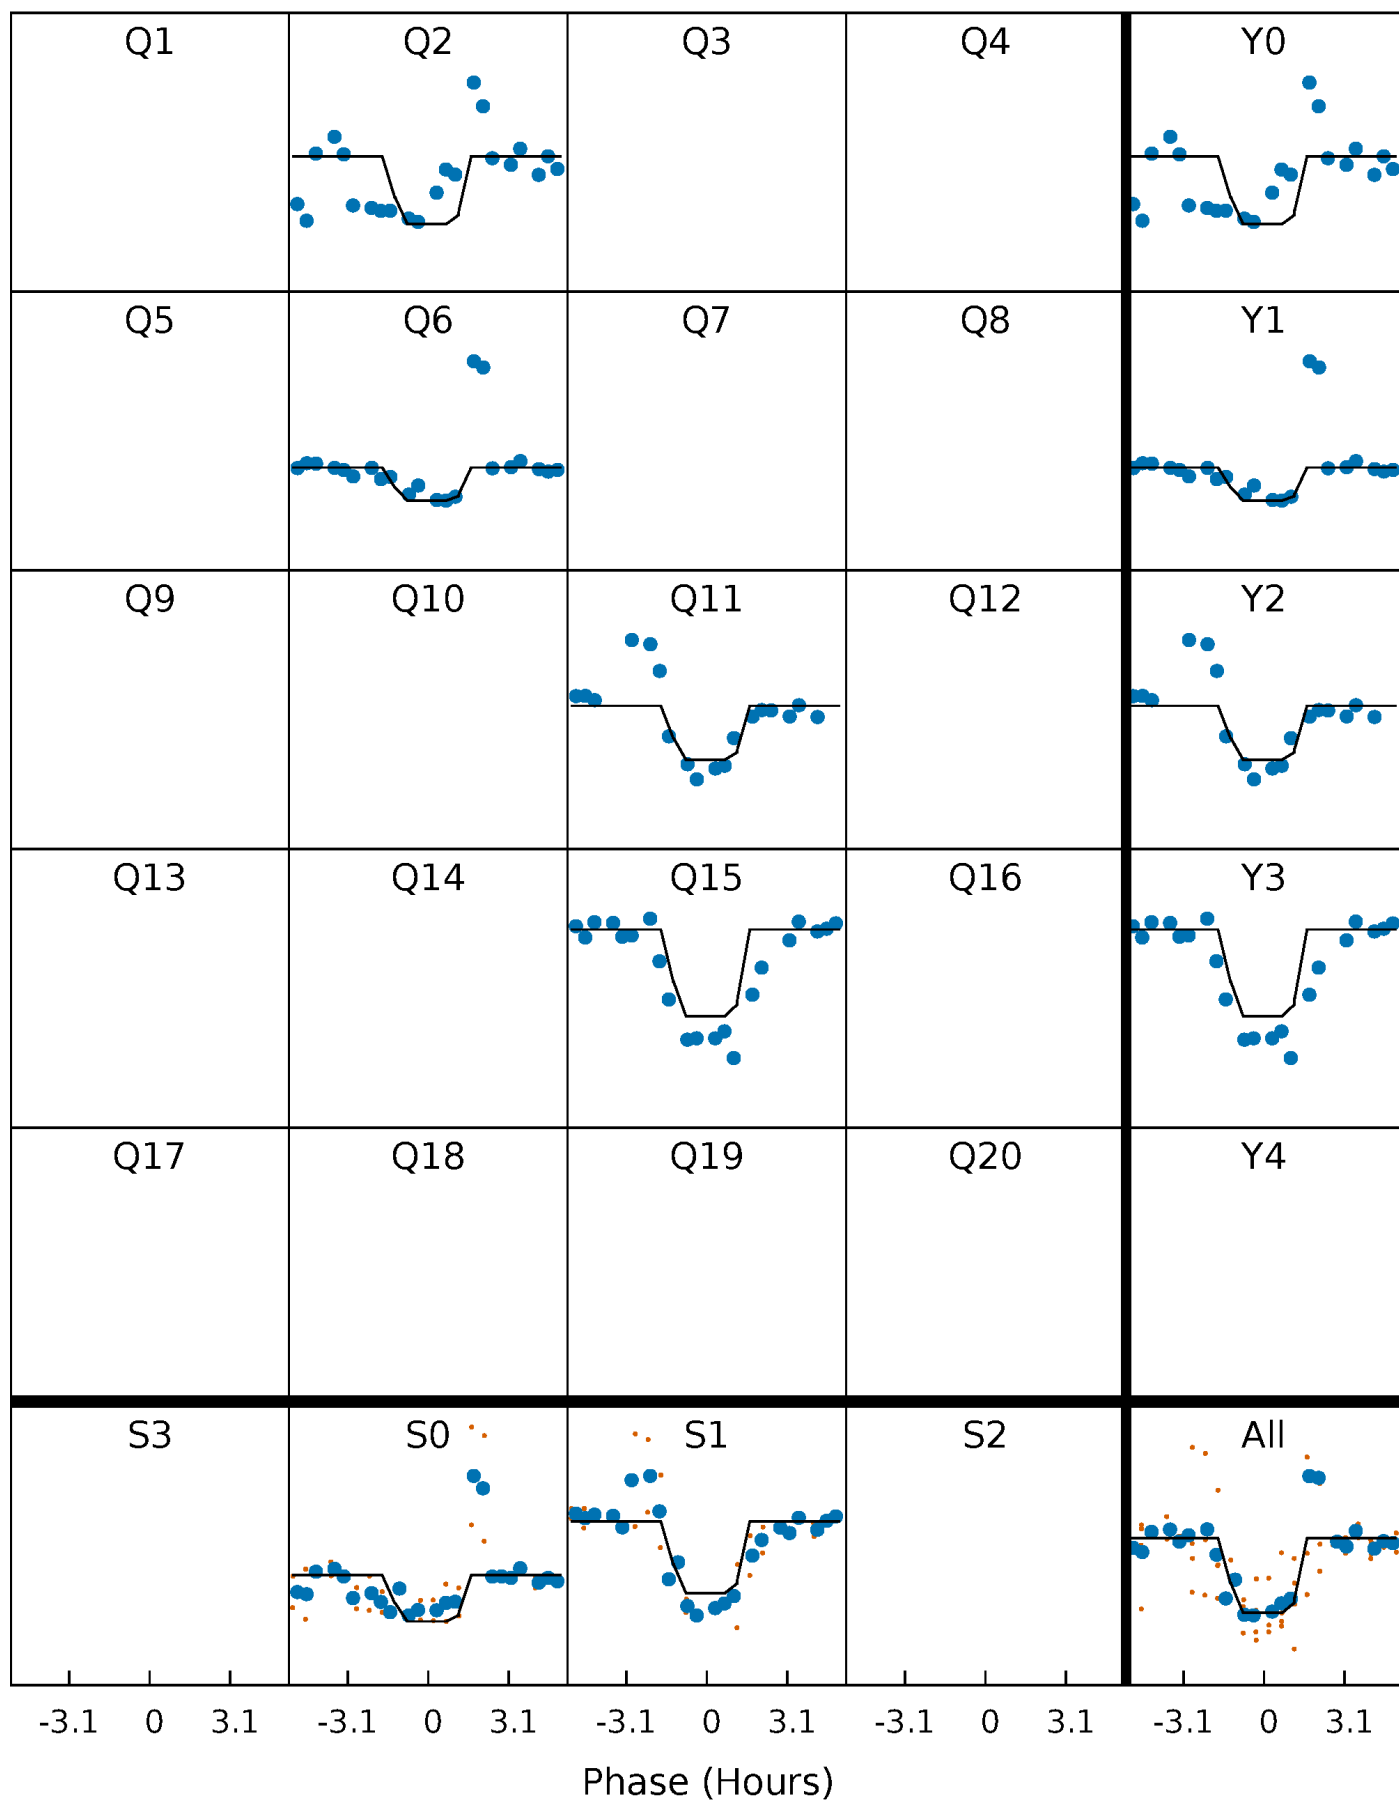 Q1 Q2 Q3 Q4 Y0
Q5 Q6 Q7 Q8 Y1
Q9 Q10 Q11 Q12 Y2
Q13 Q14 Q15 Q16 Y3
Q17 Q18 Q19 Q20 Y4
S3 S0 S1 S2 All
-3.1 0 3.1 -3.1 0 3.1 -3.1 0 3.1 -3.1 0 3.1 -3.1 0 3.1
Phase (Hours)